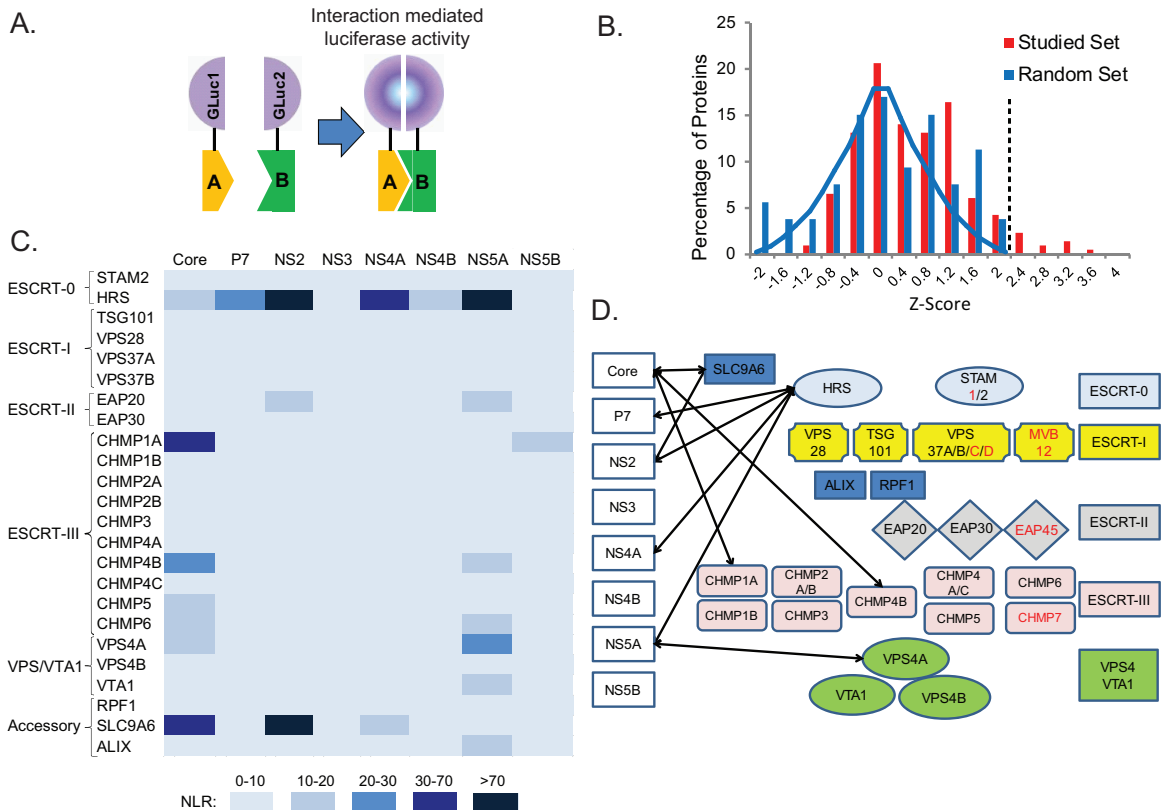 A.
Interaction mediated
luciferase activity
GLuc1
GLuc2
A
B
A
B
B.
25
20
15
10
5
0
Percentage of Proteins
Studied Set
Random Set
-2
-1.6
-1.2
-0.8
-0.4
0
0.4
0.8
1.2
1.6
2
2.4
2.8
3.2
3.6
4
Z-Score
C.
Core P7 NS2 NS3 NS4A NS4B NS5A NS5B
ESCRT-0
STAM2
HRS
ESCRT-I
TSG101
VPS28
VPS37A
VPS37B
ESCRT-II
EAP20
EAP30
ESCRT-III
CHMP1A
CHMP1B
CHMP2A
CHMP2B
CHMP3
CHMP4A
CHMP4B
CHMP4C
CHMP5
CHMP6
VPS/VTA1
VPS4A
VPS4B
VTA1
Accessory
RPF1
SLC9A6
ALIX
0-10 10-20 20-30 30-70 >70
NLR:
D.
Core
P7
NS2
NS3
NS4A
NS4B
NS5A
NS5B
SLC9A6
HRS
STAM
1/2
ESCRT-0
VPS
28
TSG
101
VPS
37A/B/C/D
MVB
12
ESCRT-I
ALIX
RPF1
EAP20
EAP30
EAP45
ESCRT-II
CHMP1A
CHMP2
A/B
CHMP4B
CHMP4
A/C
CHMP6
CHMP1B
CHMP3
CHMP5
CHMP7
ESCRT-III
VPS4A
VTA1
VPS4B
VPS4
VTA1